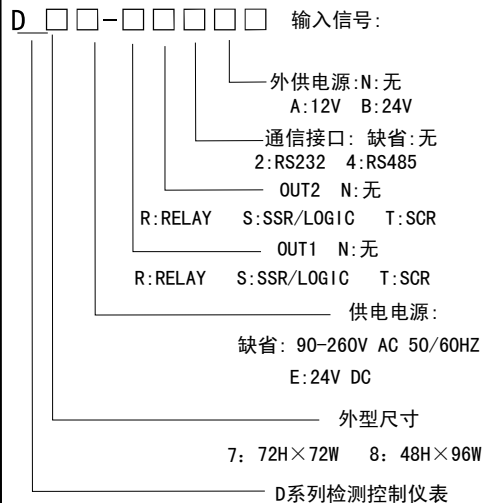 D □□-□□□□□ 输入信号:
外供电源:N:无
A:12V B:24V
通信接口: 缺省:无
2:RS232 4:RS485
OUT2 N:无
R:RELAY S:SSR/LOGIC T:SCR
OUT1 N:无
R:RELAY S:SSR/LOGIC T:SCR
供电电源:
缺省: 90-260V AC 50/60HZ
E:24V DC
外型尺寸
7: 72H×72W 8: 48H×96W
D系列检测控制仪表